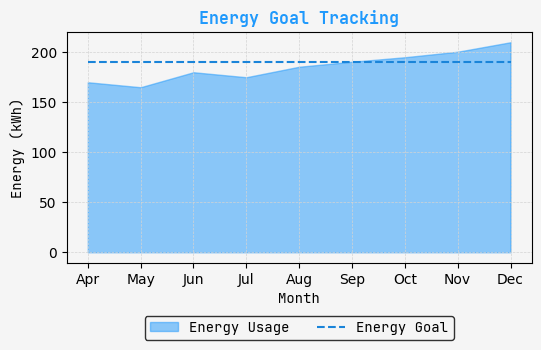 Energy Goal Tracking
Energy (kWh)
200
150
100
50
0
Apr May Jun Jul Aug Sep Oct Nov Dec
Month
Energy Usage Energy Goal